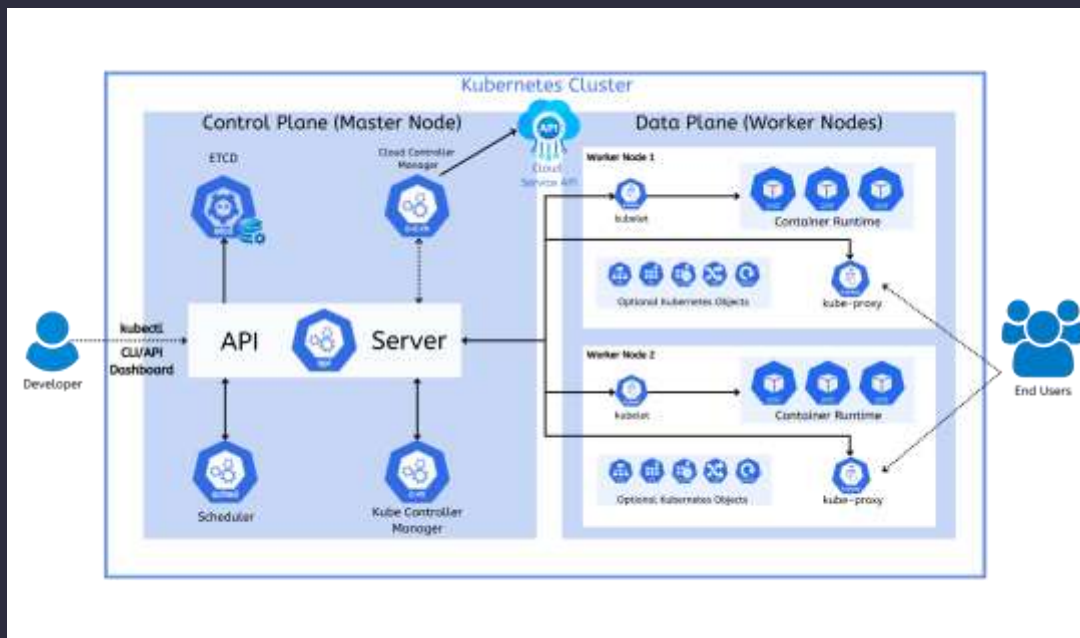 Kubernetes Cluster
Control Plane (Master Node)
Data Plane (Worker Nodes)
ETCD
Cloud Controller
Manager
API
Cloud
Service API
Worker Node 1
kubelet
Container Runtime
Optional Kubernetes Objects
kube-proxy
kubectl
CLI/API
Dashboard
Developer
API
Server
Worker Node 2
kubelet
Container Runtime
Optional Kubernetes Objects
kube-proxy
End Users
Scheduler
Kube Controller
Manager